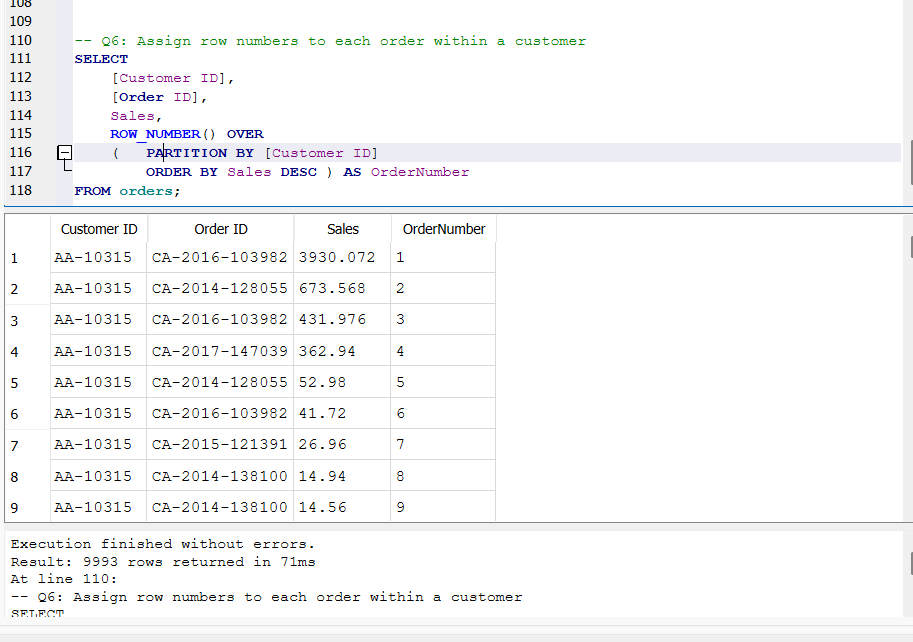 108
109
110 -- Q6: Assign row numbers to each order within a customer
111 SELECT
112 [Customer ID],
113 [Order ID],
114 Sales,
115 ROW_NUMBER() OVER
116 ( PARTITION BY [Customer ID]
117 ORDER BY Sales DESC ) AS OrderNumber
118 FROM orders;
Customer ID Order ID Sales OrderNumber
1 AA-10315 CA-2016-103982 3930.072 1
2 AA-10315 CA-2014-128055 673.568 2
3 AA-10315 CA-2016-103982 431.976 3
4 AA-10315 CA-2017-147039 362.94 4
5 AA-10315 CA-2014-128055 52.98 5
6 AA-10315 CA-2016-103982 41.72 6
7 AA-10315 CA-2015-121391 26.96 7
8 AA-10315 CA-2014-138100 14.94 8
9 AA-10315 CA-2014-138100 14.56 9
Execution finished without errors.
Result: 9993 rows returned in 71ms
At line 110:
-- Q6: Assign row numbers to each order within a customer
SELECT